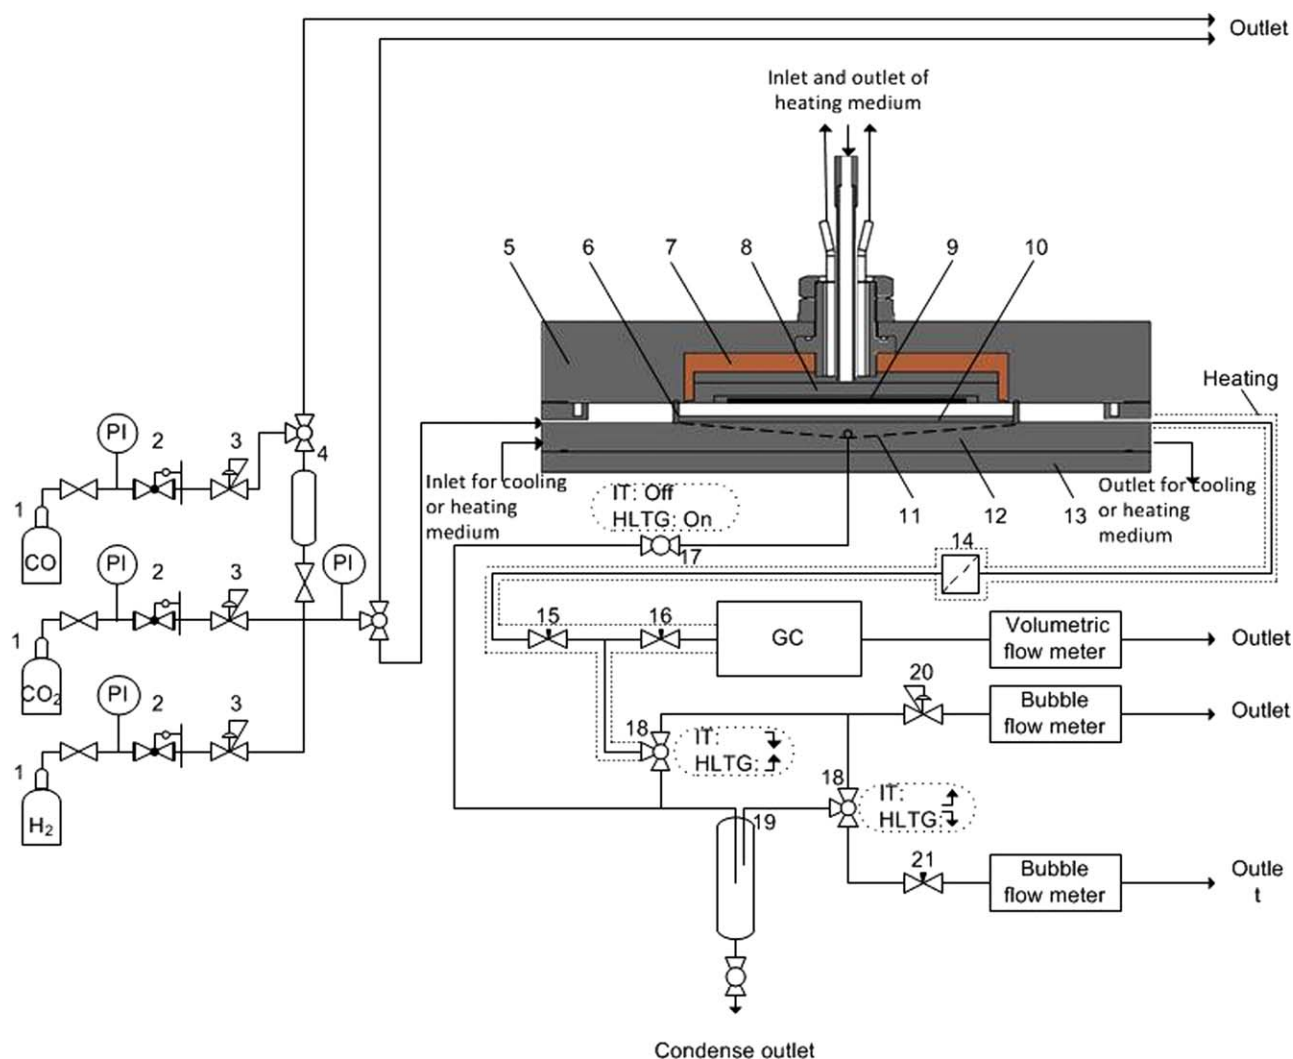 Outlet
Inlet and outlet of
heating medium
5
6
7
8
9
10
Heating
PI
2
3
4
1
CO
Inlet for cooling
or heating
medium
IT: Off
HLTG: On
17
11
12
13
Outlet for cooling
or heating
medium
14
PI
2
3
PI
1
CO2
15
16
GC
Volumetric
flow meter
Outlet
PI
2
3
1
H2
18
IT:
HLTG:
20
Bubble
flow meter
Outlet
18
IT:
HLTG:
19
21
Bubble
flow meter
Outle
t
Condense outlet